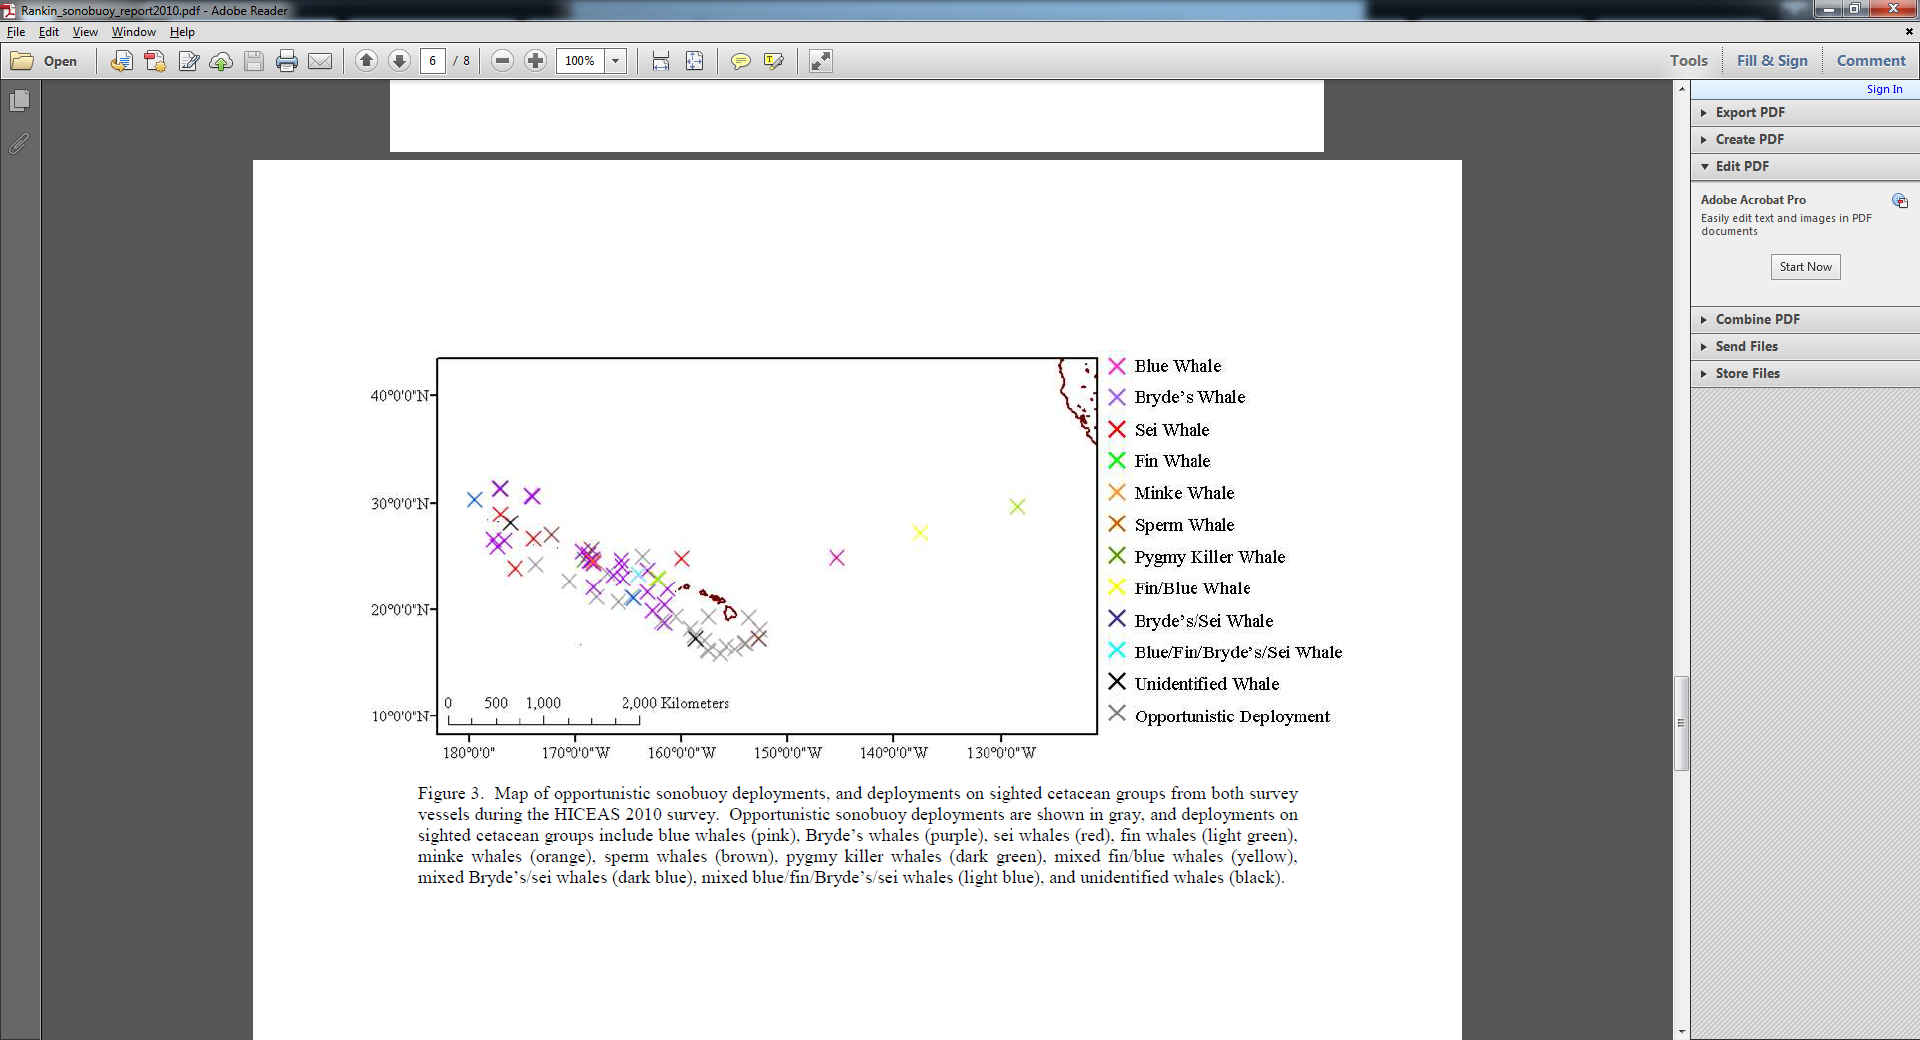 Rankin_sonobuoy_report2010.pdf - Adobe Reader
File Edit View Window Help
Open 6 / 8 100% Tools Fill & Sign Comment
Sign In
Export PDF
Create PDF
Edit PDF
Adobe Acrobat Pro
Easily edit text and images in PDF
documents
Start Now
Combine PDF
Send Files
Store Files
40°0'0"N
30°0'0"N
20°0'0"N
10°0'0"N
0 500 1,000 2,000 Kilometers
180°0'0" 170°0'0"W 160°0'0"W 150°0'0"W 140°0'0"W 130°0'0"W
Blue Whale
Bryde's Whale
Sei Whale
Fin Whale
Minke Whale
Sperm Whale
Pygmy Killer Whale
Fin/Blue Whale
Bryde's/Sei Whale
Blue/Fin/Bryde's/Sei Whale
Unidentified Whale
Opportunistic Deployment
Figure 3. Map of opportunistic sonobuoy deployments, and deployments on sighted cetacean groups from both survey
vessels during the HICEAS 2010 survey. Opportunistic sonobuoy deployments are shown in gray, and deployments on
sighted cetacean groups include blue whales (pink), Bryde's whales (purple), sei whales (red), fin whales (light green),
minke whales (orange), sperm whales (brown), pygmy killer whales (dark green), mixed fin/blue whales (yellow),
mixed Bryde's/sei whales (dark blue), mixed blue/fin/Bryde's/sei whales (light blue), and unidentified whales (black).